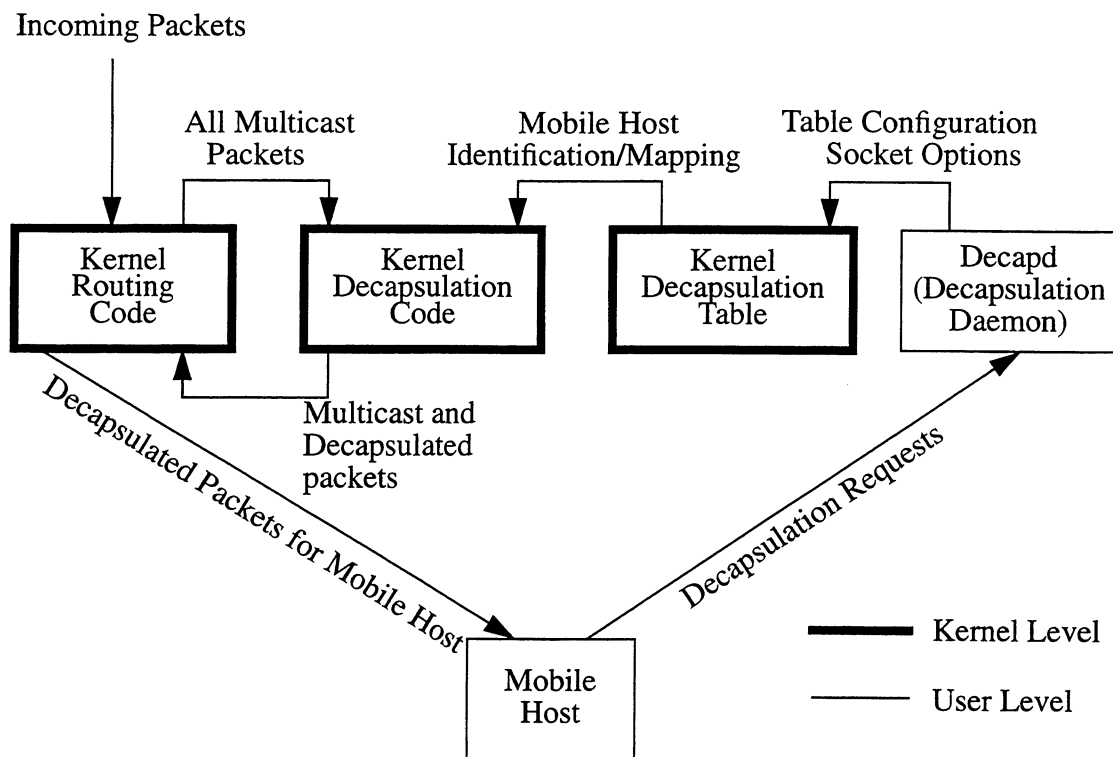 Incoming Packets
All Multicast
Packets
Mobile Host
Identification/Mapping
Table Configuration
Socket Options
Kernel
Routing
Code
Kernel
Decapsulation
Code
Kernel
Decapsulation
Table
Decapd
(Decapsulation
Daemon)
Multicast and
Decapsulated
packets
Decapsulated Packets for Mobile Host
Decapsulation Requests
Mobile
Host
Kernel Level
User Level